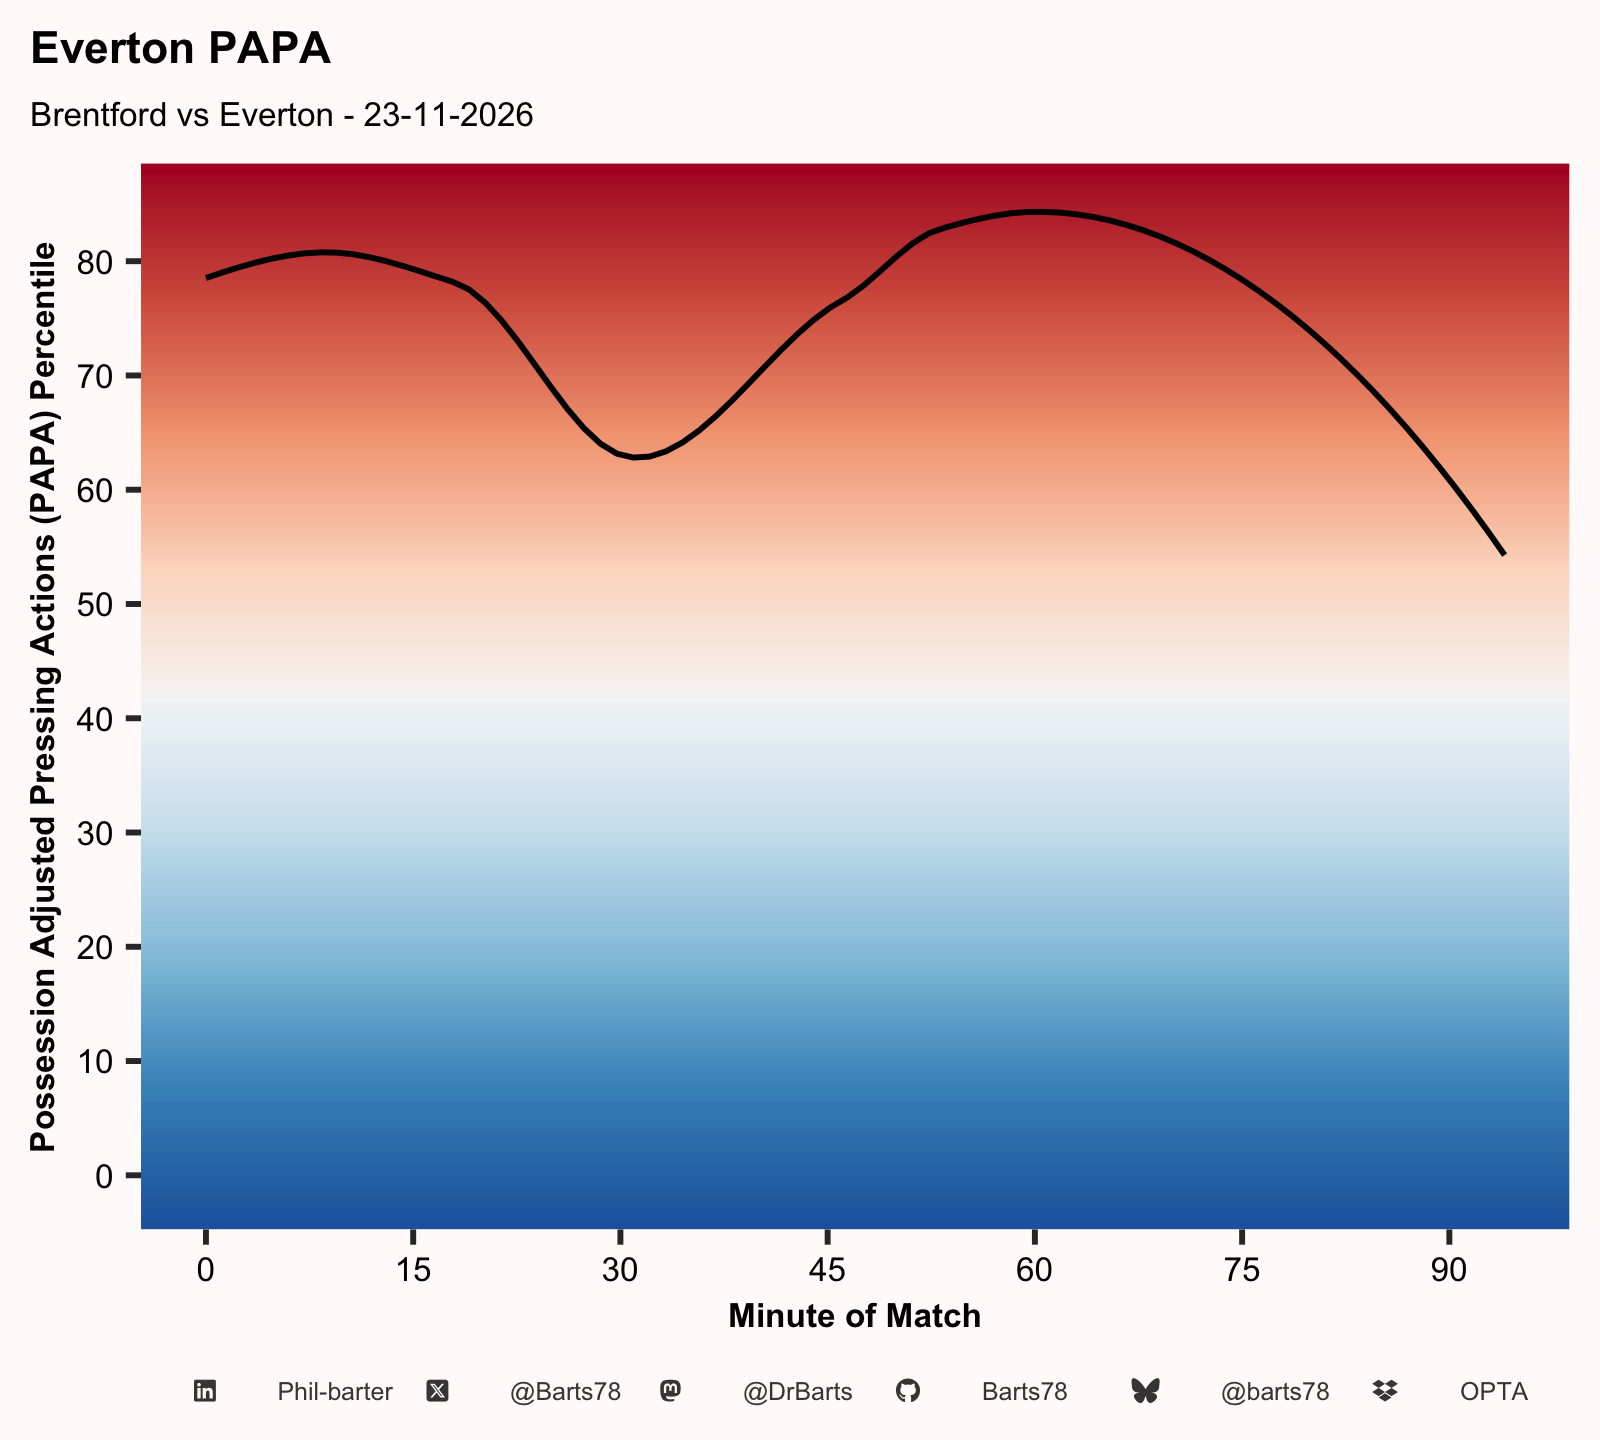 Everton PAPA
Brentford vs Everton - 23-11-2026
Possession Adjusted Pressing Actions (PAPA) Percentile
80
70
60
50
40
30
20
10
0
0 15 30 45 60 75 90
Minute of Match
Phil-barter @Barts78 @DrBarts Barts78 @barts78 OPTA